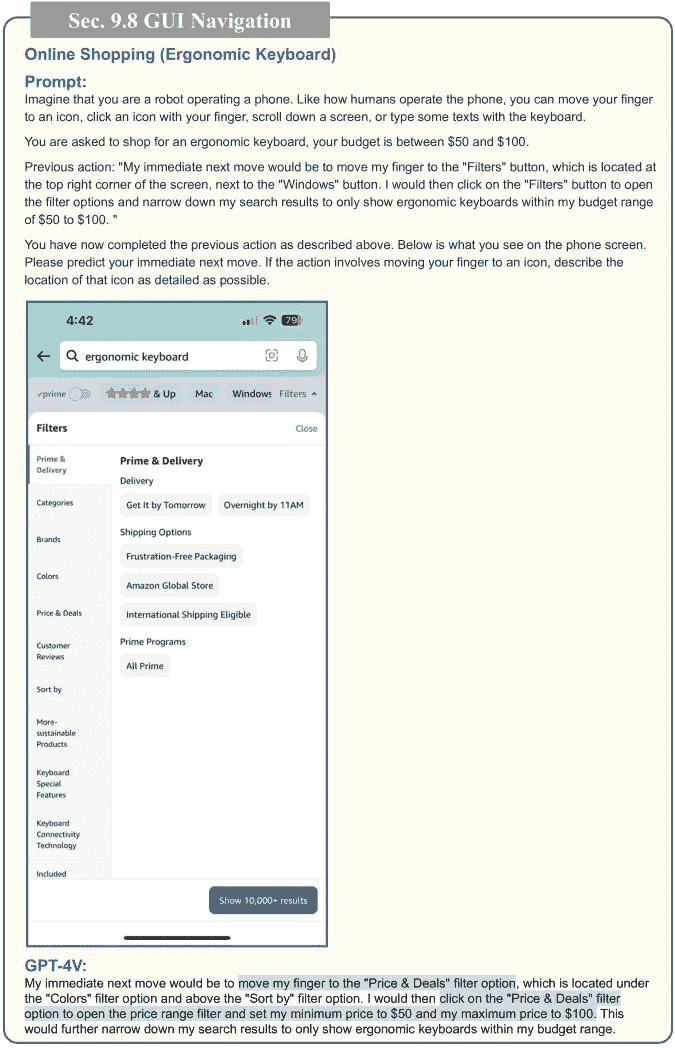 Sec. 9.8 GUI Navigation
Online Shopping (Ergonomic Keyboard)
Prompt:
Imagine that you are a robot operating a phone. Like how humans operate the phone, you can move your finger
to an icon, click an icon with your finger, scroll down a screen, or type some texts with the keyboard.
You are asked to shop for an ergonomic keyboard, your budget is between $50 and $100.
Previous action: "My immediate next move would be to move my finger to the "Filters" button, which is located at
the top right corner of the screen, next to the "Windows" button. I would then click on the "Filters" button to open
the filter options and narrow down my search results to only show ergonomic keyboards within my budget range
of $50 to $100. "
You have now completed the previous action as described above. Below is what you see on the phone screen.
Please predict your immediate next move. If the action involves moving your finger to an icon, describe the
location of that icon as detailed as possible.
4:42
79
ergonomic keyboard
prime & Up Mac Windows Filters
Filters Close
Prime &
Delivery
Categories
Brands
Colors
Price & Deals
Customer
Reviews
Sort by
More-
sustainable
Products
Keyboard
Special
Features
Keyboard
Connectivity
Technology
Included
Prime & Delivery
Delivery
Get It by Tomorrow Overnight by 11AM
Shipping Options
Frustration-Free Packaging
Amazon Global Store
International Shipping Eligible
Prime Programs
All Prime
Show 10,000+ results
GPT-4V:
My immediate next move would be to move my finger to the "Price & Deals" filter option, which is located under
the "Colors" filter option and above the "Sort by" filter option. I would then click on the "Price & Deals" filter
option to open the price range filter and set my minimum price to $50 and my maximum price to $100. This
would further narrow down my search results to only show ergonomic keyboards within my budget range.